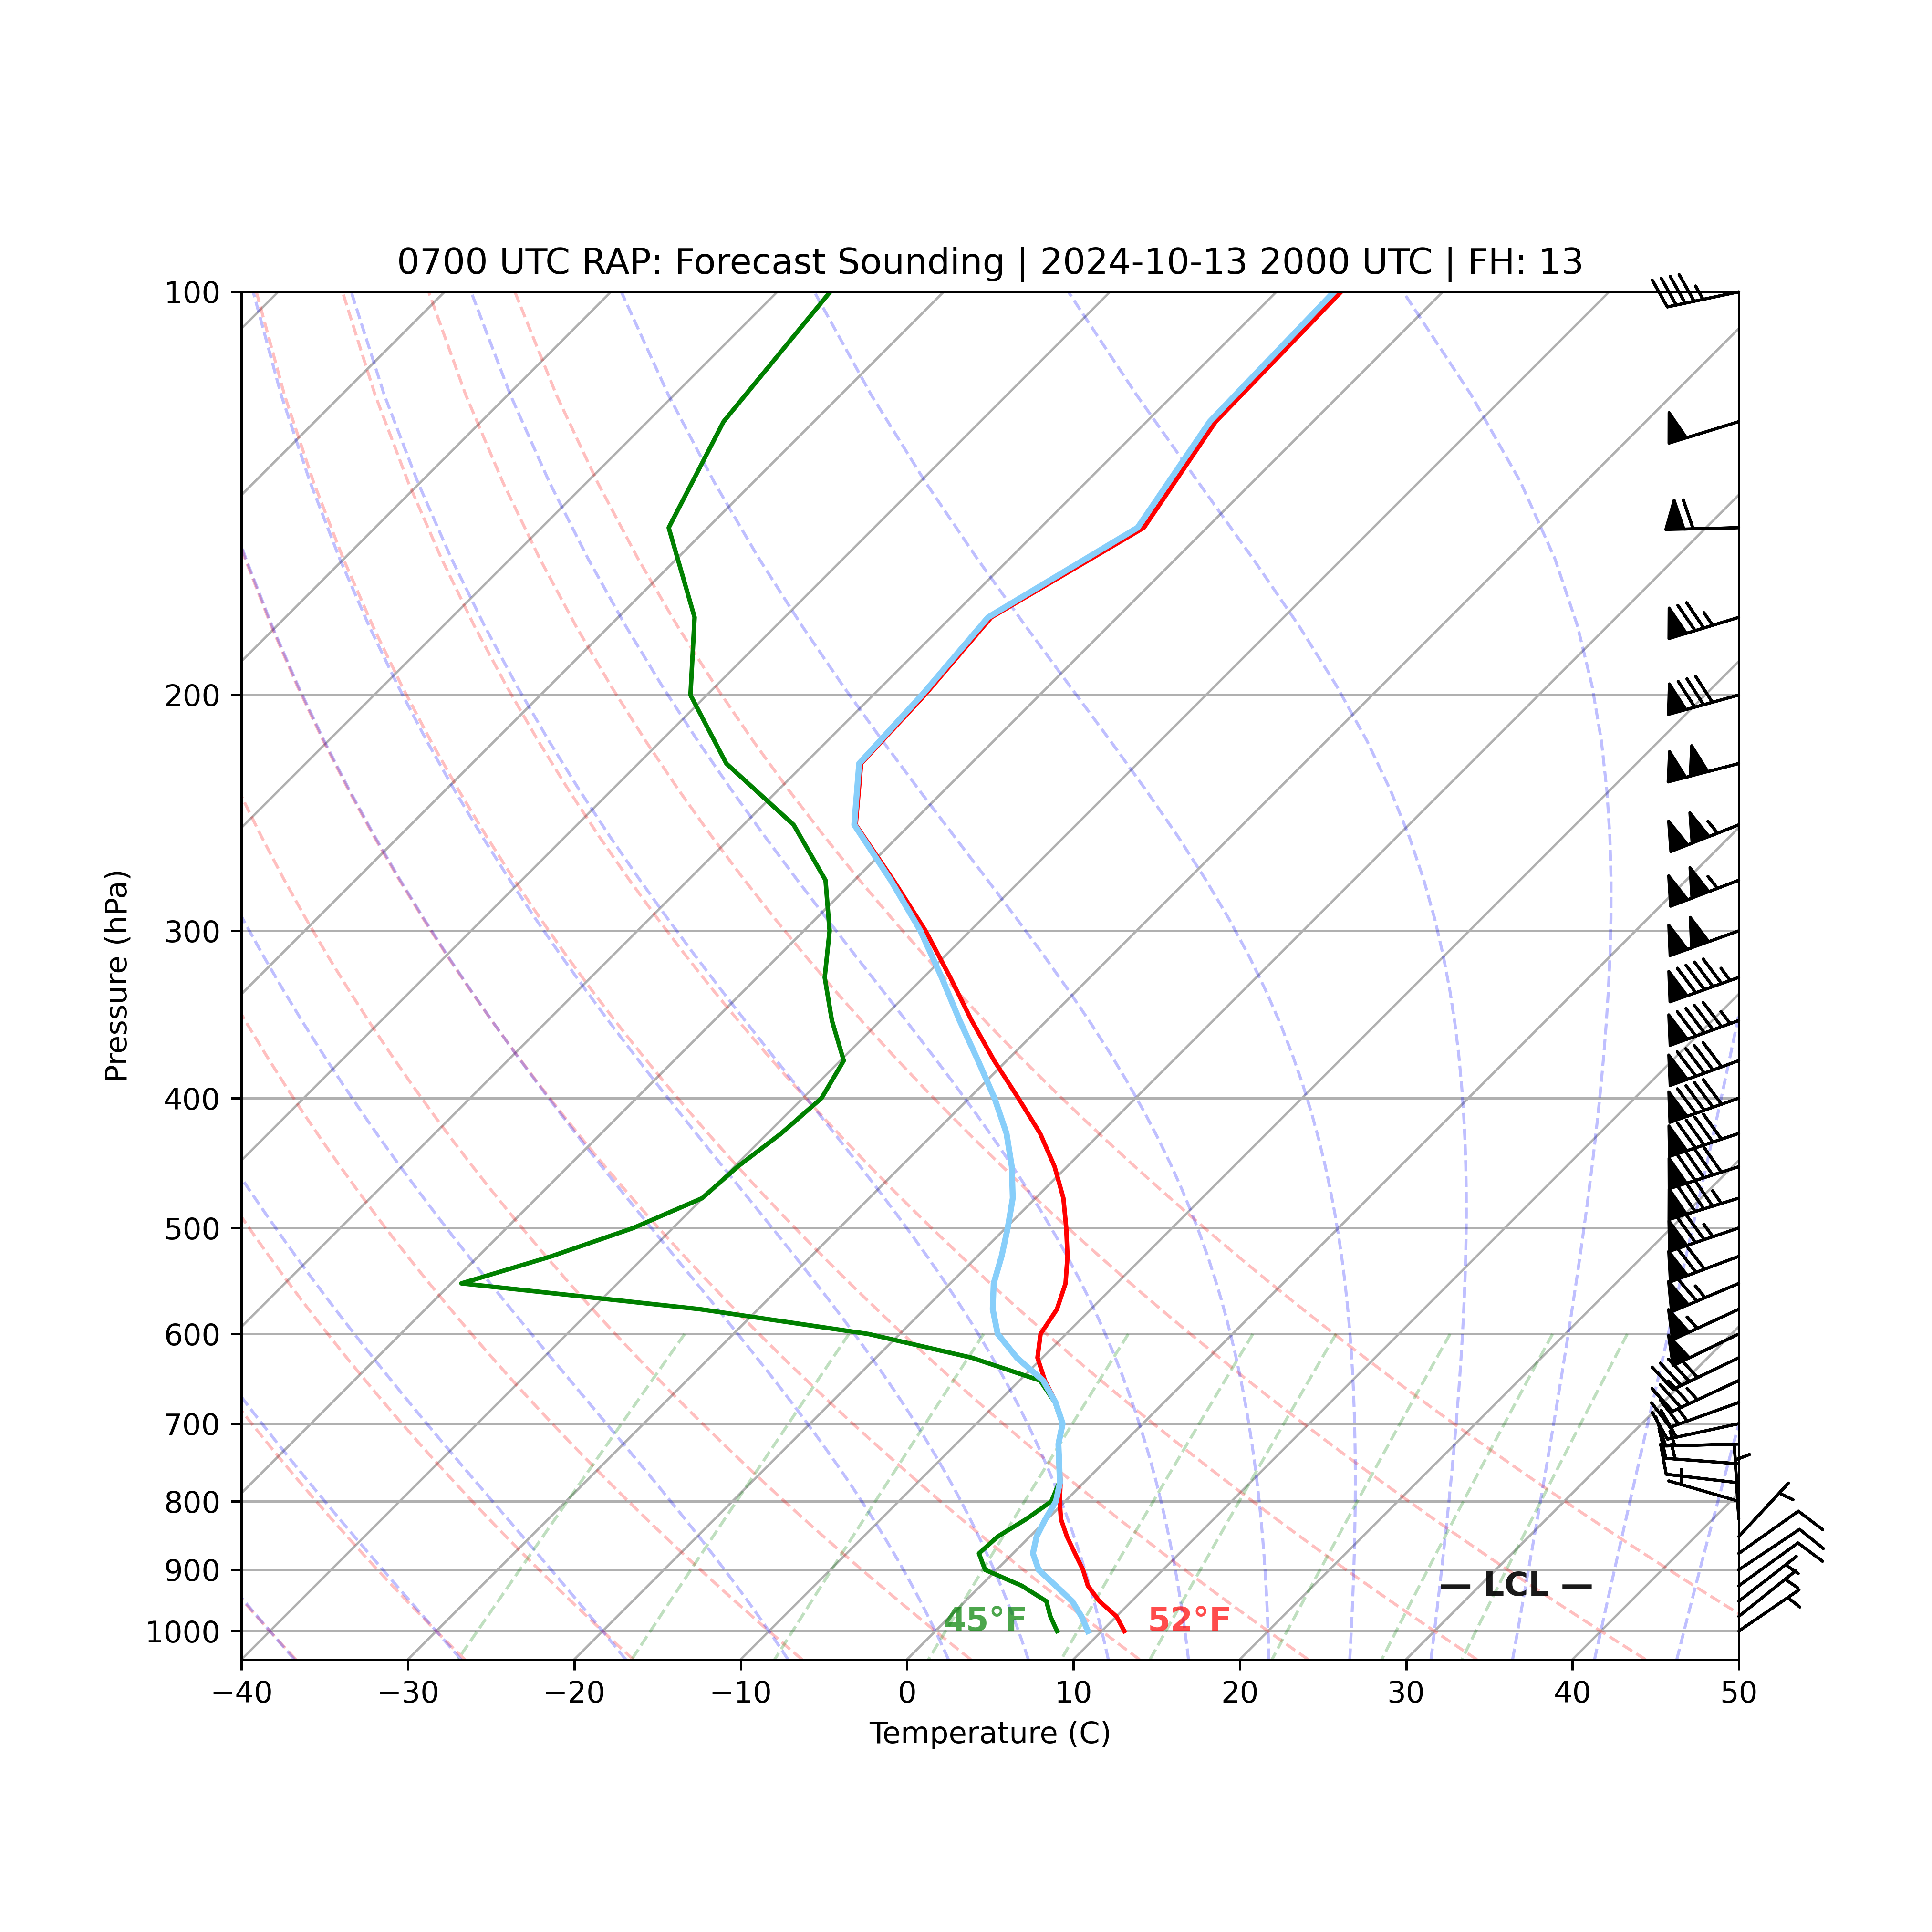 0700 UTC RAP: Forecast Sounding | 2024-10-13 2000 UTC | FH: 13
100
200
300
400
500
600
700
800
900
1000
Pressure (hPa)
— LCL —
45°F
52°F
−40 −30 −20 −10 0 10 20 30 40 50
Temperature (C)